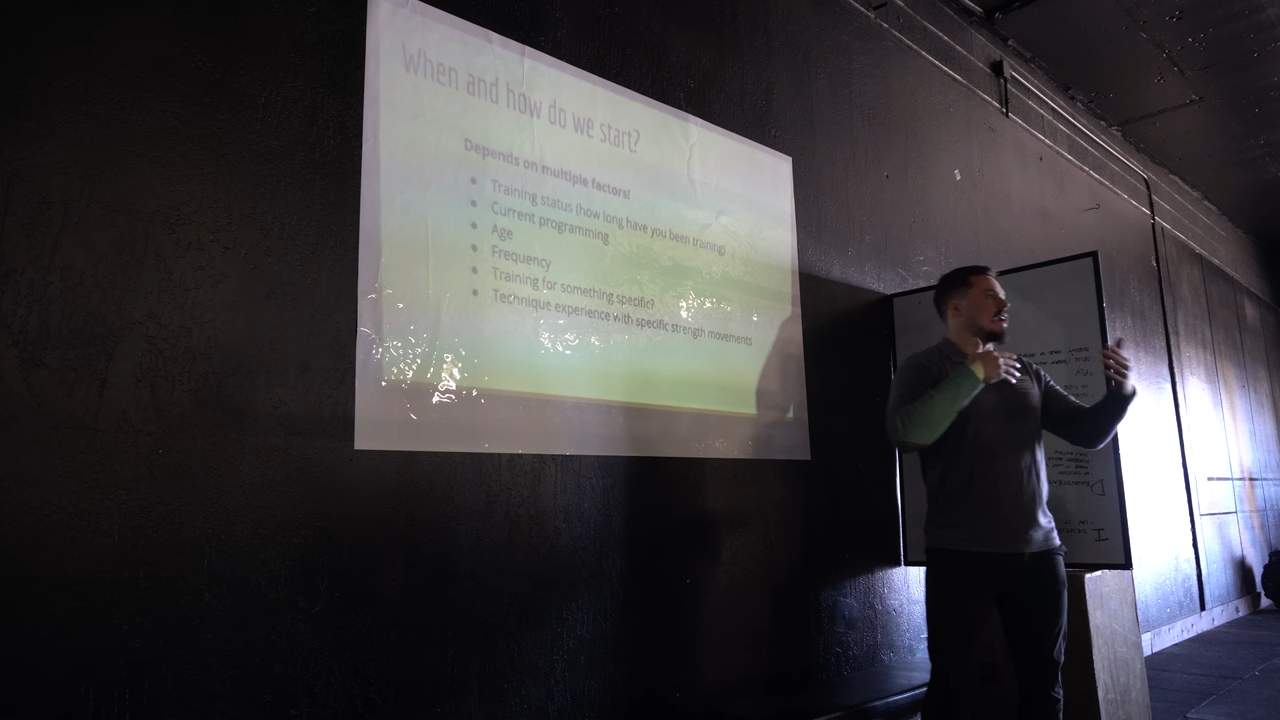 When and how do we start?
Depends on multiple factors!
● Training status (how long have you been training)
● Current programming
● Age
● Frequency
● Training for something specific?
● Technique experience with specific strength movements